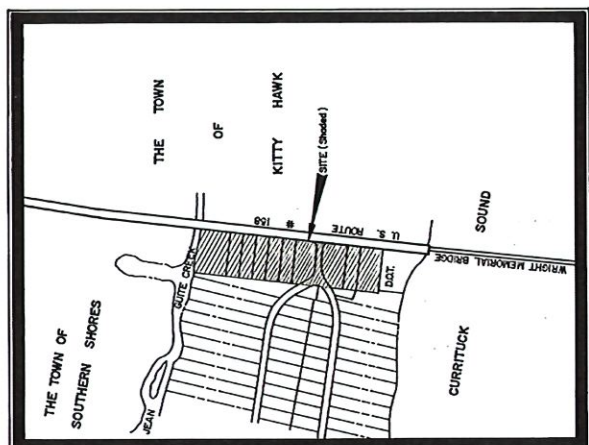 THE TOWN
OF
KITTY HAWK
SITE (Shaded)
U. S. ROUTE # 158
SOUND
WRIGHT MEMORIAL BRIDGE
D.O.T.
CURRITUCK
THE TOWN OF
SOUTHERN SHORES
JEAN
GUITE CREEK